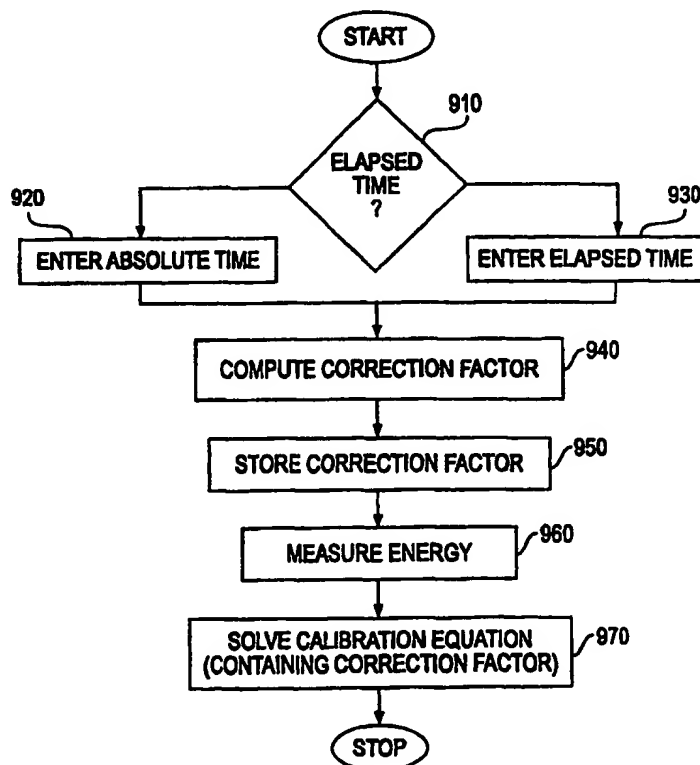 START
910
ELAPSED
TIME
?
920
930
ENTER ABSOLUTE TIME
ENTER ELAPSED TIME
940
COMPUTE CORRECTION FACTOR
950
STORE CORRECTION FACTOR
960
MEASURE ENERGY
970
SOLVE CALIBRATION EQUATION
(CONTAINING CORRECTION FACTOR)
STOP